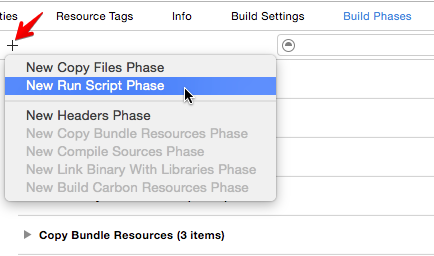 ties Resource Tags Info Build Settings Build Phases
+
New Copy Files Phase
New Run Script Phase
New Headers Phase
New Copy Bundle Resources Phase
New Compile Sources Phase
New Link Binary With Libraries Phase
New Build Carbon Resources Phase
Copy Bundle Resources (3 items)